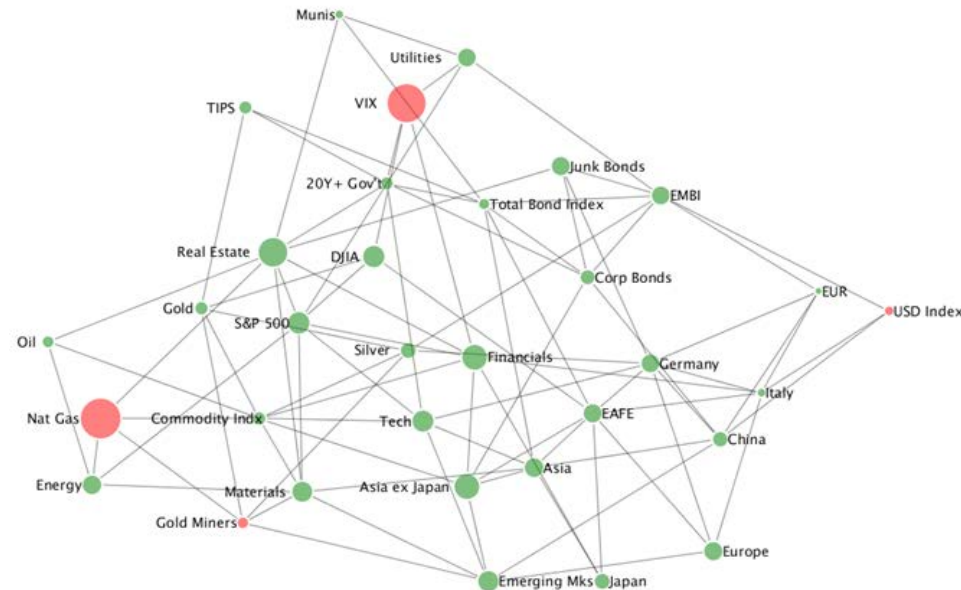 Munis
Utilities
VIX
TIPS
Junk Bonds
20Y+ Gov't
EMBI
Total Bond Index
Real Estate
DJIA
Corp Bonds
EUR
Gold
USD Index
S&P 500
Oil
Silver
Financials
Germany
Italy
Nat Gas
Commodity Indx
Tech
EAFE
China
Asia
Energy
Materials
Asia ex Japan
Gold Miners
Europe
Emerging Mks
Japan